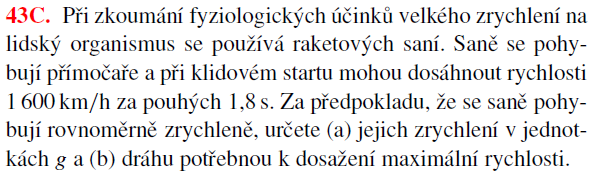 43C. Při zkoumání fyziologických účinků velkého zrychlení na
lidský organismus se používá raketových saní. Saně se pohy-
bují přímočaře a při klidovém startu mohou dosáhnout rychlosti
1 600 km/h za pouhých 1,8 s. Za předpokladu, že se saně pohy-
bují rovnoměrně zrychleně, určete (a) jejich zrychlení v jednot-
kách g a (b) dráhu potřebnou k dosažení maximální rychlosti.